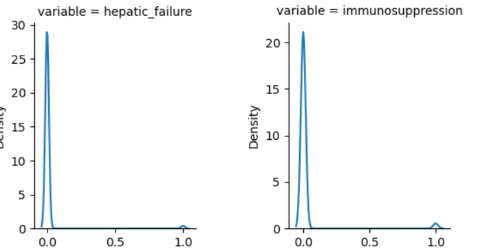 variable = hepatic_failure
variable = immunosuppression
30
25
20
15
10
5
0
Density
0.0 0.5 1.0
20
15
10
5
0
Density
0.0 0.5 1.0